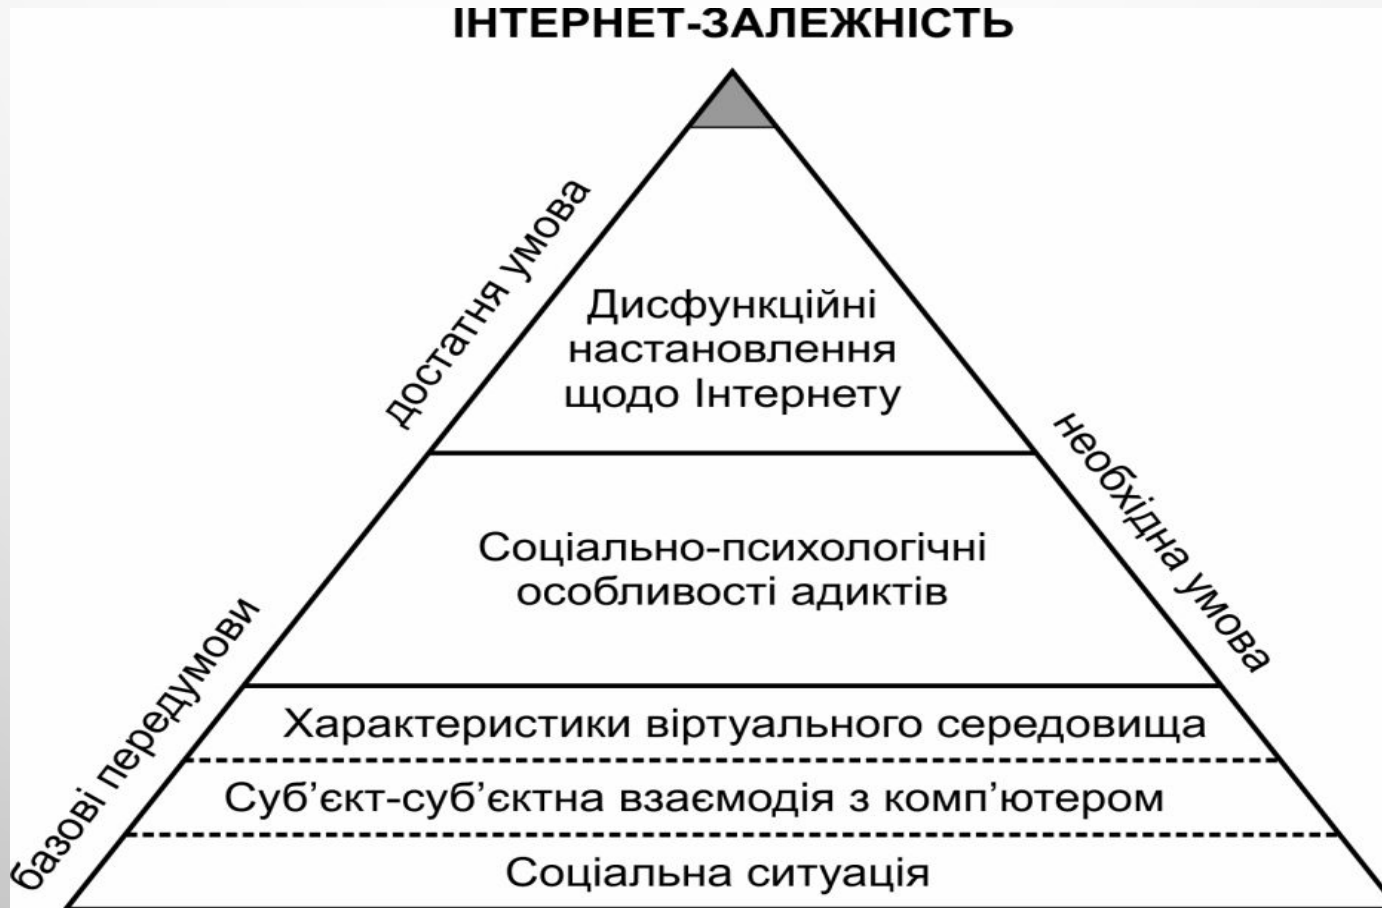 ІНТЕРНЕТ-ЗАЛЕЖНІСТЬ
достатня умова
Дисфункційні
настановлення
щодо Інтернету
необхідна умова
Соціально-психологічні
особливості адиктів
базові передумови
Характеристики віртуального середовища
Суб’єкт-суб’єктна взаємодія з комп’ютером
Соціальна ситуація